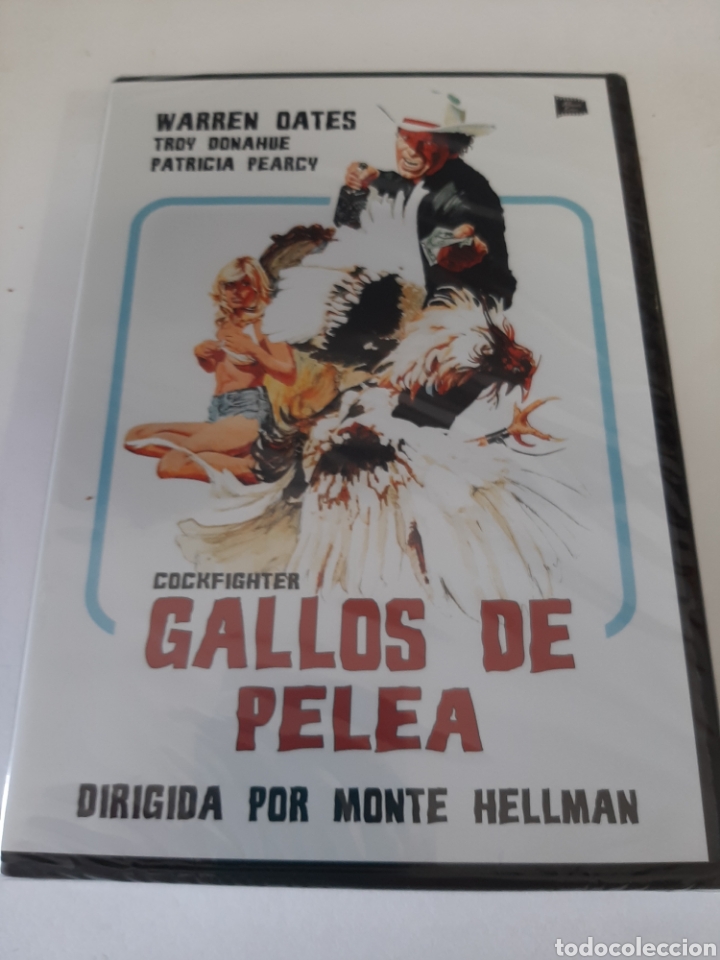 WARREN OATES
TROY DONAHUE
PATRICIA PEARCY
COCKFIGHTER
GALLOS DE
PELEA
DIRIGIDA POR MONTE HELLMAN
todocoleccion